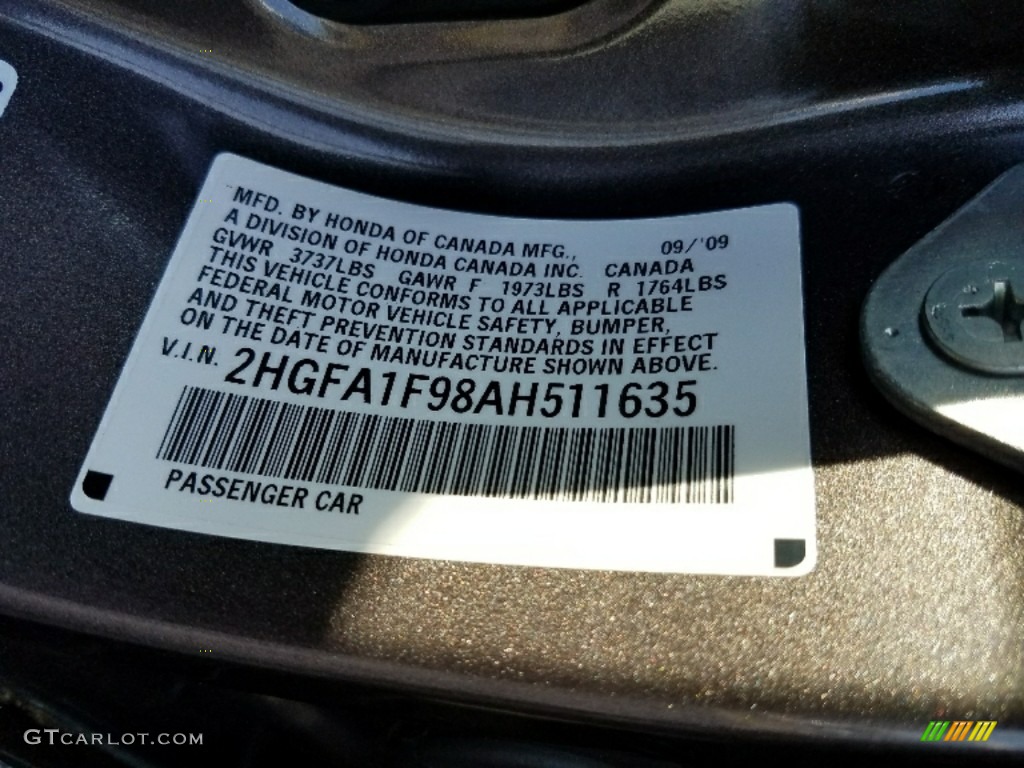 MFD. BY HONDA OF CANADA MFG., 09/'09
A DIVISION OF HONDA CANADA INC. CANADA
GVWR 3737LBS GAWR F 1973LBS R 1764LBS
THIS VEHICLE CONFORMS TO ALL APPLICABLE
FEDERAL MOTOR VEHICLE SAFETY, BUMPER,
AND THEFT PREVENTION STANDARDS IN EFFECT
ON THE DATE OF MANUFACTURE SHOWN ABOVE.
V.I.N. 2HGFA1F98AH511635
PASSENGER CAR
GTCARLOT.COM